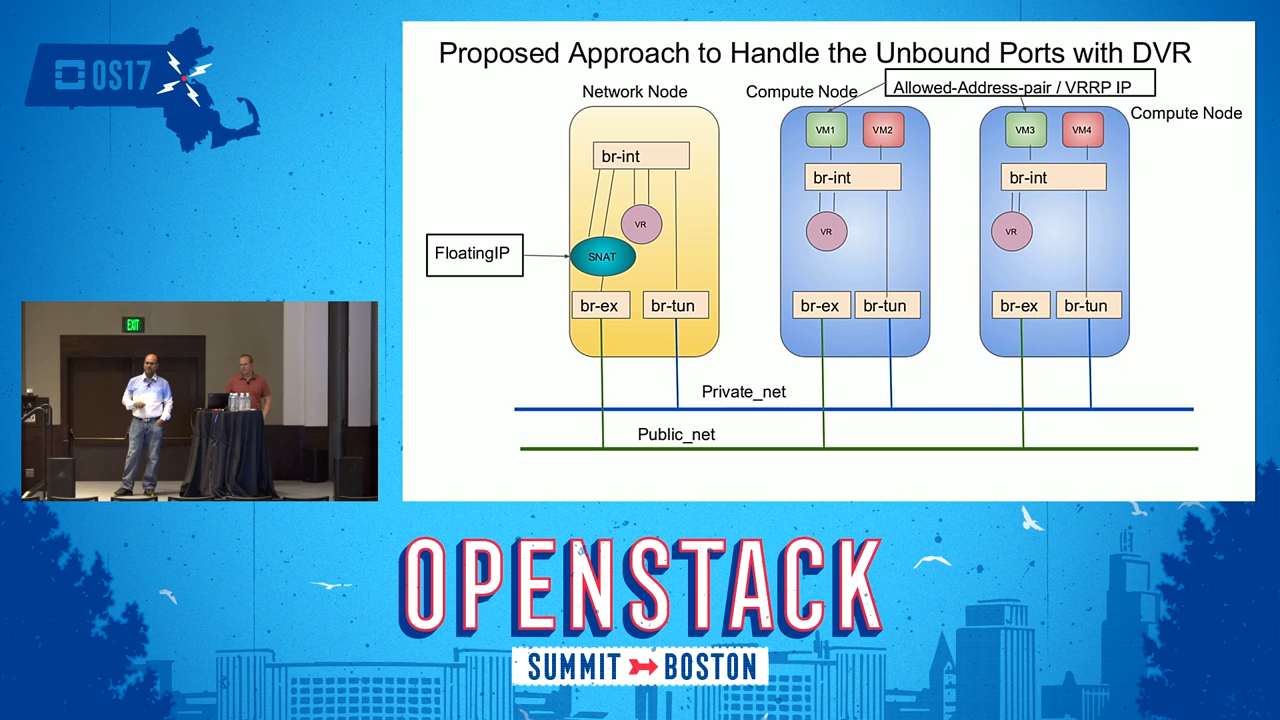 OS17
Proposed Approach to Handle the Unbound Ports with DVR
Network Node
Compute Node
Allowed-Address-pair / VRRP IP
Compute Node
VM1
VM2
VM3
VM4
br-int
br-int
br-int
VR
VR
VR
FloatingIP
SNAT
br-ex
br-tun
br-ex
br-tun
br-ex
br-tun
Private_net
Public_net
EXIT
OPENSTACK
SUMMIT BOSTON